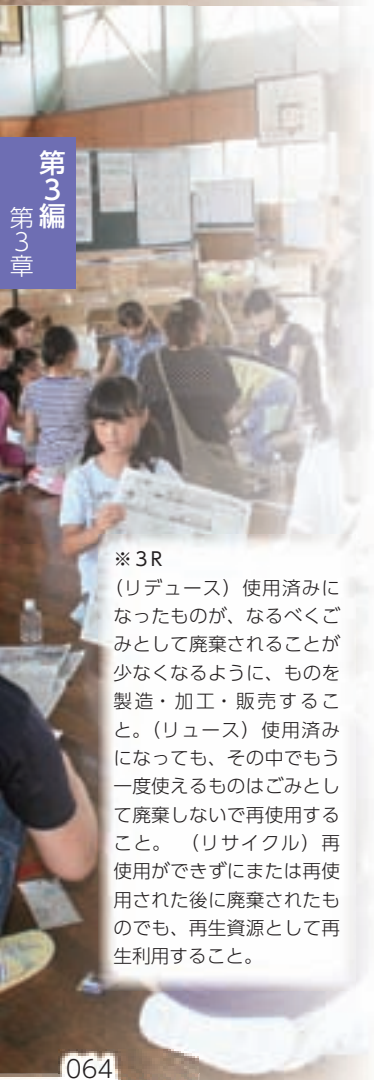 第3編
第3章
※3R
(リデュース) 使用済みに
なったものが、なるべくご
みとして廃棄されることが
少なくなるように、ものを
製造・加工・販売するこ
と。(リユース) 使用済み
になっても、その中でもう
一度使えるものはごみとし
て廃棄しないで再使用する
こと。 (リサイクル) 再
使用ができずにまたは再使
用された後に廃棄されたも
のでも、再生資源として再
生利用すること。
064